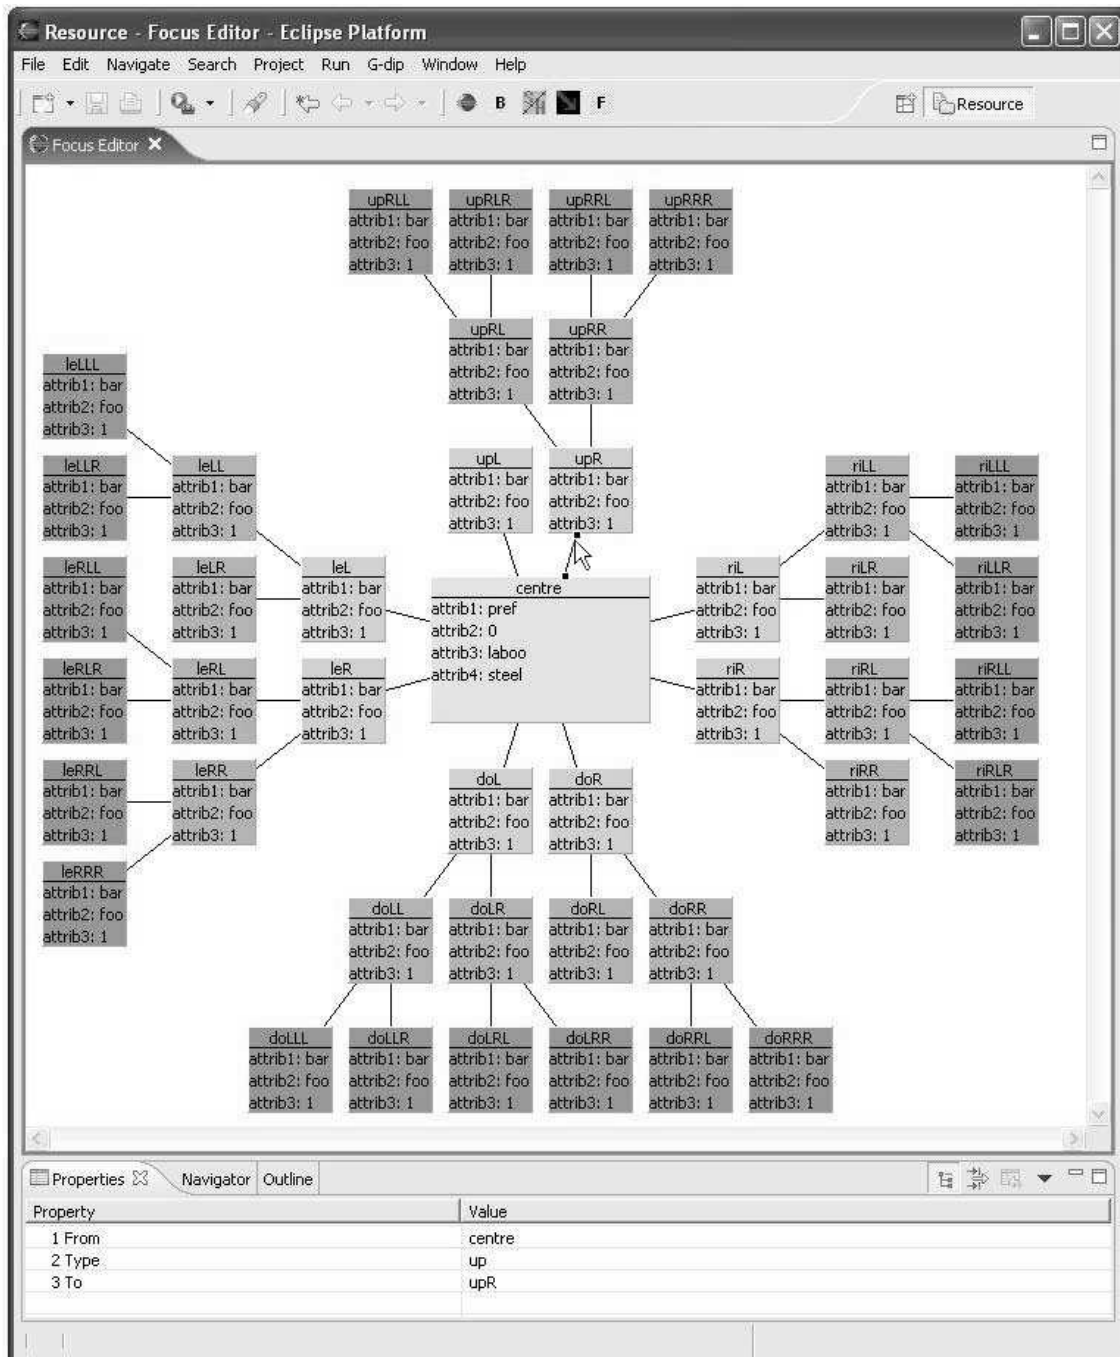 Resource - Focus Editor - Eclipse Platform
File Edit Navigate Search Project Run G-dip Window Help
B F Resource
Focus Editor
upRLL upRLR upRRL upRRR
attrib1: bar attrib1: bar attrib1: bar attrib1: bar
attrib2: foo attrib2: foo attrib2: foo attrib2: foo
attrib3: 1 attrib3: 1 attrib3: 1 attrib3: 1
upRL upRR
attrib1: bar attrib1: bar
attrib2: foo attrib2: foo
attrib3: 1 attrib3: 1
leLLL
attrib1: bar
attrib2: foo
attrib3: 1
upL upR
attrib1: bar attrib1: bar
attrib2: foo attrib2: foo
attrib3: 1 attrib3: 1
leLLR leLL riLL riLLL
attrib1: bar attrib1: bar attrib1: bar attrib1: bar
attrib2: foo attrib2: foo attrib2: foo attrib2: foo
attrib3: 1 attrib3: 1 attrib3: 1 attrib3: 1
leRLL leLR leL riL riLR riLLR
attrib1: bar attrib1: bar attrib1: bar attrib1: bar attrib1: bar attrib1: bar
attrib2: foo attrib2: foo attrib2: foo attrib2: foo attrib2: foo attrib2: foo
attrib3: 1 attrib3: 1 attrib3: 1 attrib3: 1 attrib3: 1 attrib3: 1
centre
attrib1: pref
attrib2: 0
attrib3: laboo
attrib4: steel
leRLR leRL leR riR riRL riRLL
attrib1: bar attrib1: bar attrib1: bar attrib1: bar attrib1: bar attrib1: bar
attrib2: foo attrib2: foo attrib2: foo attrib2: foo attrib2: foo attrib2: foo
attrib3: 1 attrib3: 1 attrib3: 1 attrib3: 1 attrib3: 1 attrib3: 1
leRRL leRR riRR riRLR
attrib1: bar attrib1: bar attrib1: bar attrib1: bar
attrib2: foo attrib2: foo attrib2: foo attrib2: foo
attrib3: 1 attrib3: 1 attrib3: 1 attrib3: 1
doL doR
attrib1: bar attrib1: bar
attrib2: foo attrib2: foo
attrib3: 1 attrib3: 1
leRRR
attrib1: bar
attrib2: foo
attrib3: 1
doLL doLR doRL doRR
attrib1: bar attrib1: bar attrib1: bar attrib1: bar
attrib2: foo attrib2: foo attrib2: foo attrib2: foo
attrib3: 1 attrib3: 1 attrib3: 1 attrib3: 1
doLLL doLLR doLRL doLRR doRRL doRRR
attrib1: bar attrib1: bar attrib1: bar attrib1: bar attrib1: bar attrib1: bar
attrib2: foo attrib2: foo attrib2: foo attrib2: foo attrib2: foo attrib2: foo
attrib3: 1 attrib3: 1 attrib3: 1 attrib3: 1 attrib3: 1 attrib3: 1
Properties Navigator Outline
Property Value
1 From centre
2 Type up
3 To upR